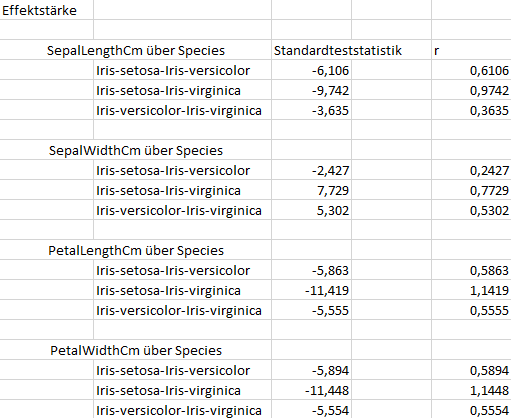 Effektstärke
SepalLengthCm über Species Standardteststatistik r
Iris-setosa-Iris-versicolor -6,106 0,6106
Iris-setosa-Iris-virginica -9,742 0,9742
Iris-versicolor-Iris-virginica -3,635 0,3635
SepalWidthCm über Species
Iris-setosa-Iris-versicolor -2,427 0,2427
Iris-setosa-Iris-virginica 7,729 0,7729
Iris-versicolor-Iris-virginica 5,302 0,5302
PetalLengthCm über Species
Iris-setosa-Iris-versicolor -5,863 0,5863
Iris-setosa-Iris-virginica -11,419 1,1419
Iris-versicolor-Iris-virginica -5,555 0,5555
PetalWidthCm über Species
Iris-setosa-Iris-versicolor -5,894 0,5894
Iris-setosa-Iris-virginica -11,448 1,1448
Iris-versicolor-Iris-virginica -5,554 0,5554